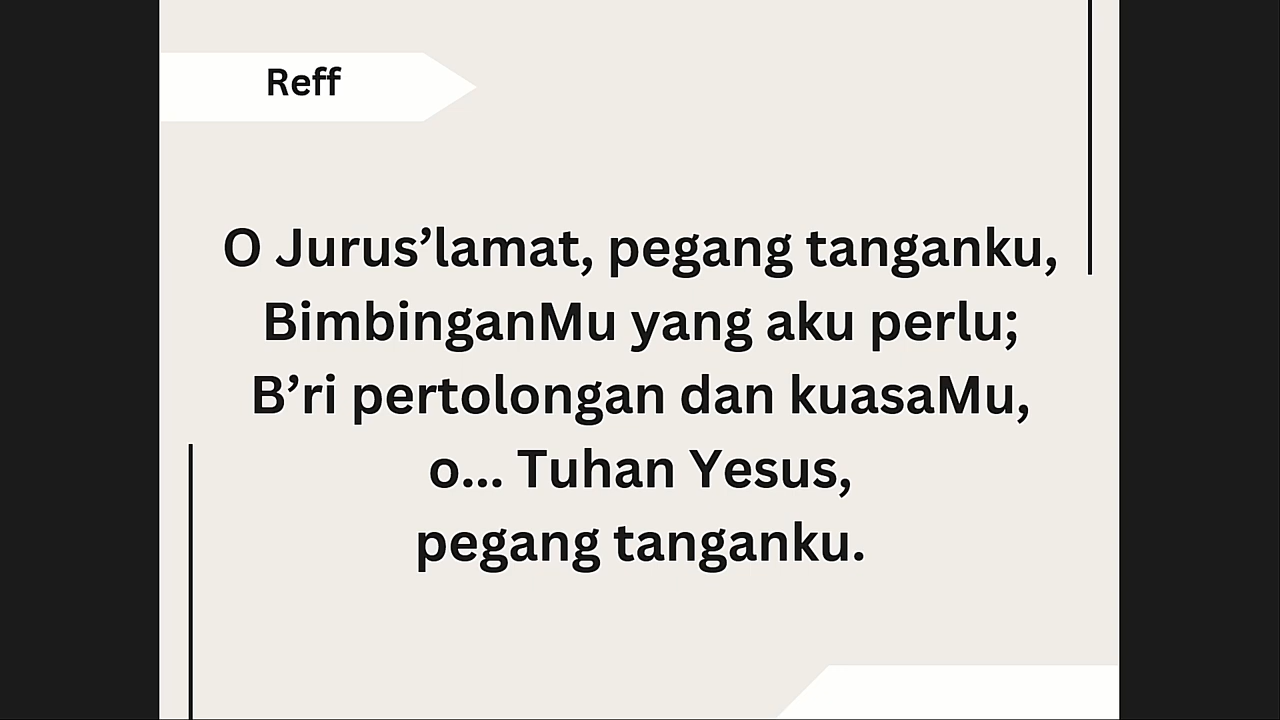 Reff
O Jurus’lamat, pegang tanganku,
BimbinganMu yang aku perlu;
B’ri pertolongan dan kuasaMu,
o... Tuhan Yesus,
pegang tanganku.